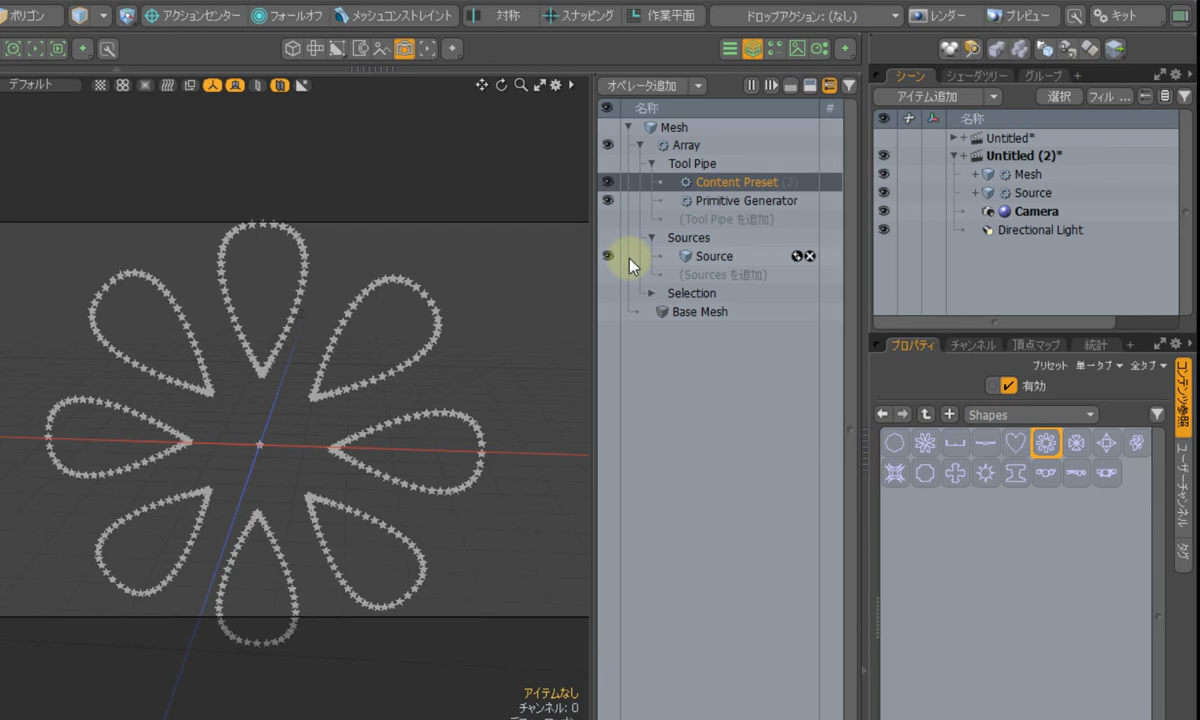 ポリゴン アクションセンター フォールオフ メッシュコンストレイント 対称 スナッピング 作業平面 ドロップアクション: (なし) レンダー プレビュー キット
デフォルト
オペレータ追加
名称 #
Mesh
Array
Tool Pipe
Content Preset (2)
Primitive Generator
(Tool Pipe を追加)
Sources
Source
(Sources を追加)
Selection
Base Mesh
アイテムなし
チャンネル: 0
シーン シェーダツリー グループ +
アイテム追加 選択 フィル ...
名称
Untitled*
Untitled (2)*
Mesh
Source
Camera
Directional Light
プロパティ チャンネル 頂点マップ 統計 +
プリセット 単一タブ 全タブ
有効
Shapes
コンテンツ参照
ユーザーチャンネル
タグ